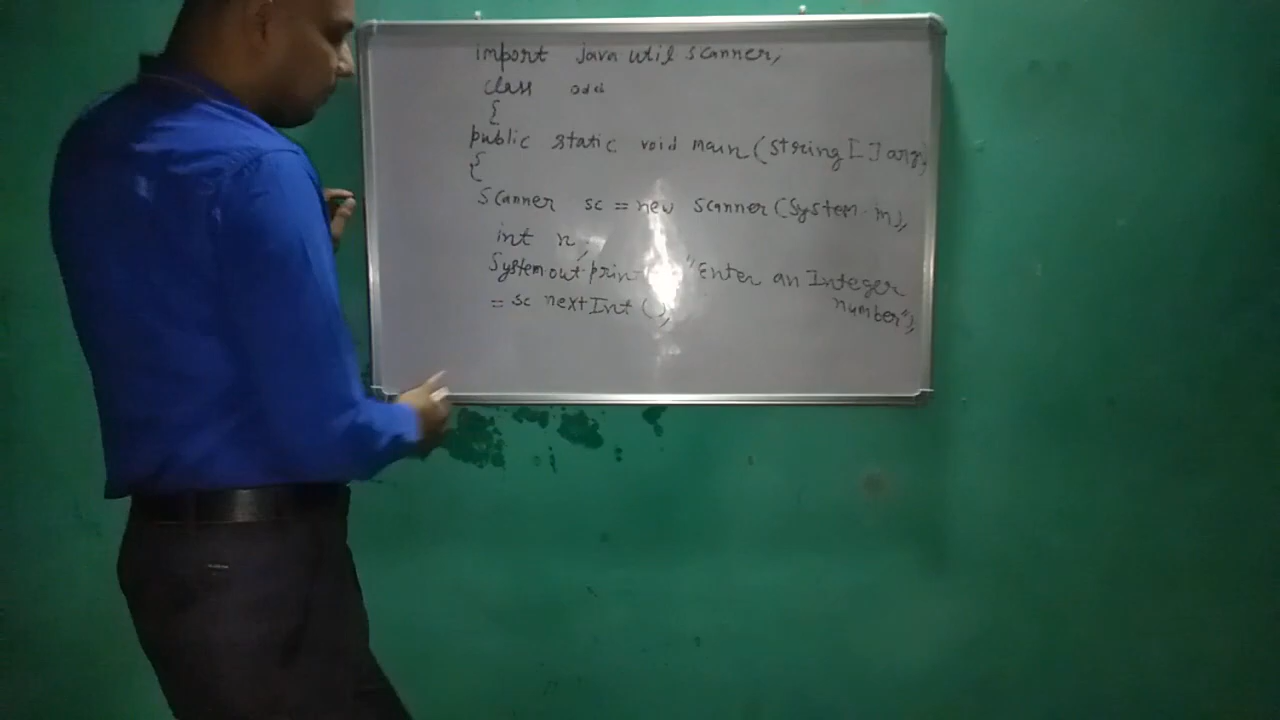 import java util scanner;
class odd
{
public static void main (string [ ] args)
{
Scanner sc = new scanner (System.in);
int n;
System out prin "Enter an Integer
number");
= sc nextInt ( );